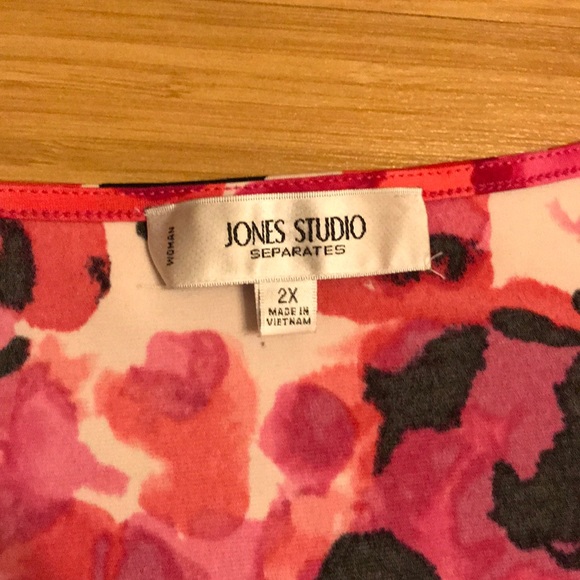 WOMAN
JONES STUDIO
SEPARATES
2X
MADE IN
VIETNAM